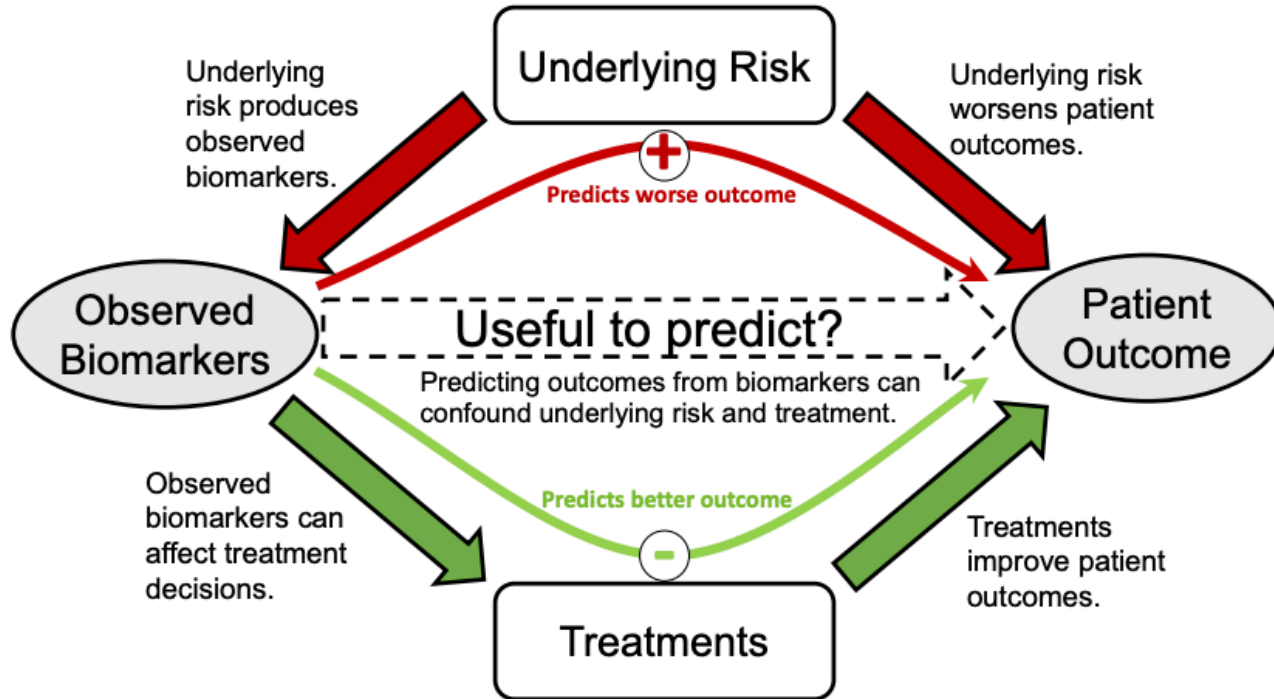 Underlying Risk
Underlying
risk produces
observed
biomarkers.
Underlying risk
worsens patient
outcomes.
+
Predicts worse outcome
Observed
Biomarkers
Useful to predict?
Patient
Outcome
Predicting outcomes from biomarkers can
confound underlying risk and treatment.
Observed
biomarkers can
affect treatment
decisions.
Predicts better outcome
-
Treatments
improve patient
outcomes.
Treatments